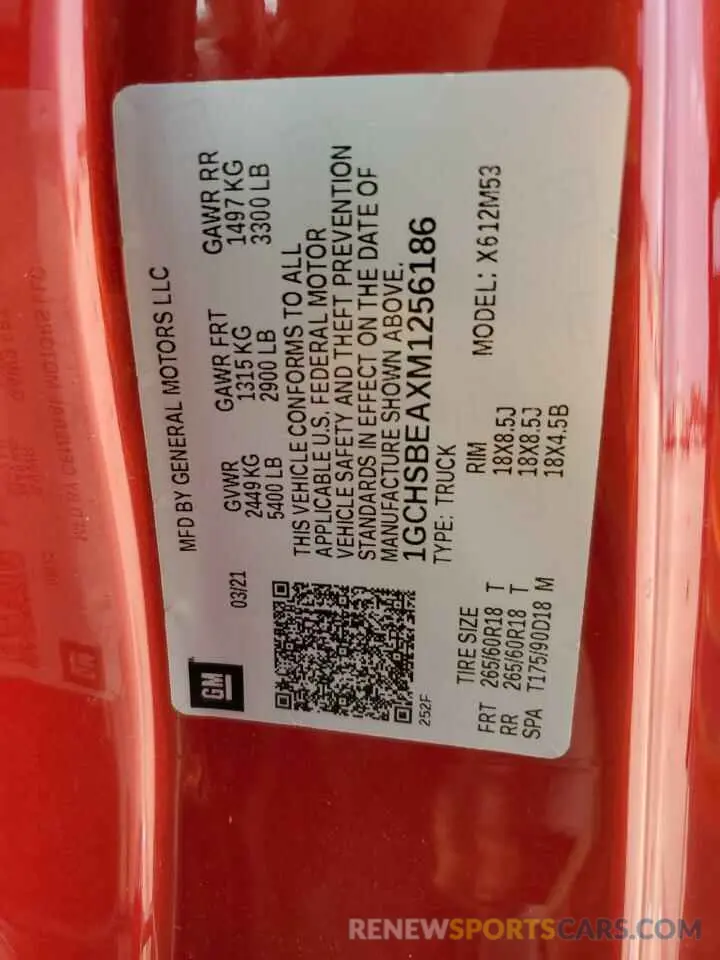 MFD BY GENERAL MOTORS LLC
GM
03/21
GVWR GAWR FRT GAWR RR
2449 KG 1315 KG 1497 KG
5400 LB 2900 LB 3300 LB
THIS VEHICLE CONFORMS TO ALL
APPLICABLE U.S. FEDERAL MOTOR
VEHICLE SAFETY AND THEFT PREVENTION
STANDARDS IN EFFECT ON THE DATE OF
MANUFACTURE SHOWN ABOVE.
1GCHSBEAXM1256186
252F
TYPE: TRUCK
TIRE SIZE RIM MODEL: X612M53
FRT 265/60R18 T 18X8.5J
RR 265/60R18 T 18X8.5J
SPA T175/90D18 M 18X4.5B
RENEWSPORTSCARS.COM